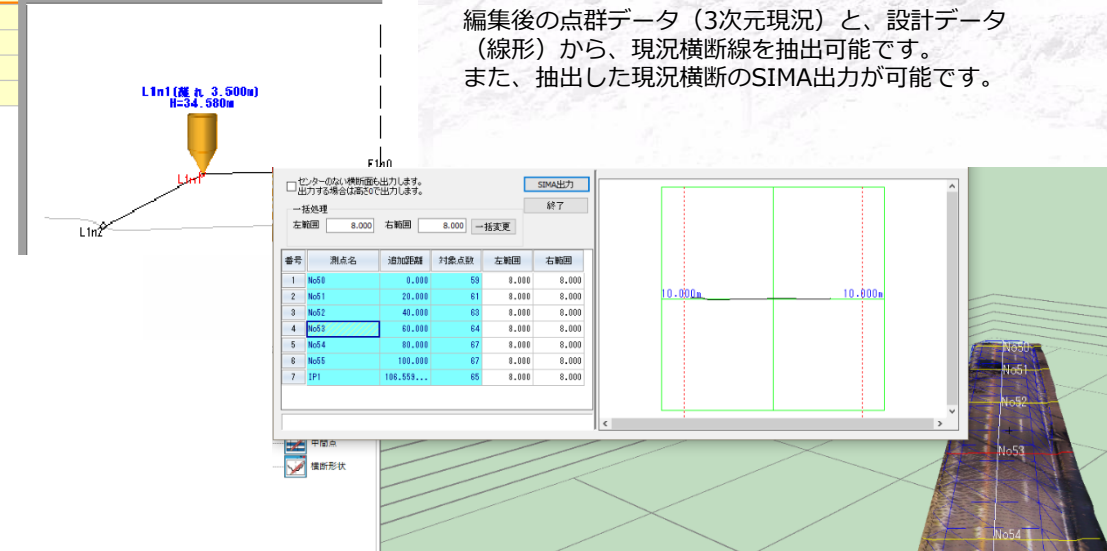 編集後の点群データ（3次元現況）と、設計データ
（線形）から、現況横断線を抽出可能です。
また、抽出した現況横断のSIMA出力が可能です。
L1n1(離れ 3.500m)
H=34.580m
L1n1
L1n2
センターのない横断面も出力します。
出力する場合は高さ0で出力します。
SIMA出力
終了
一括処理
左範囲 8.000 右範囲 8.000 一括変更
番号 測点名 追加距離 対象点数 左範囲 右範囲
1 No50 0.000 59 8.000 8.000
2 No51 20.000 61 8.000 8.000
3 No52 40.000 63 8.000 8.000
4 No53 60.000 64 8.000 8.000
5 No54 80.000 67 8.000 8.000
6 No55 100.000 67 8.000 8.000
7 IP1 106.559... 65 8.000 8.000
10.000m 10.000m
中間点
横断形状
No50
No51
No52
No53
No54